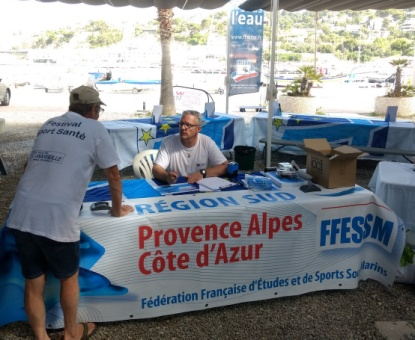 l'eau
Festival
Sport Santé
RÉGION SUD
Provence Alpes
Côte d'Azur
FFESSM
Fédération Française d'Études et de Sports Sous-Marins